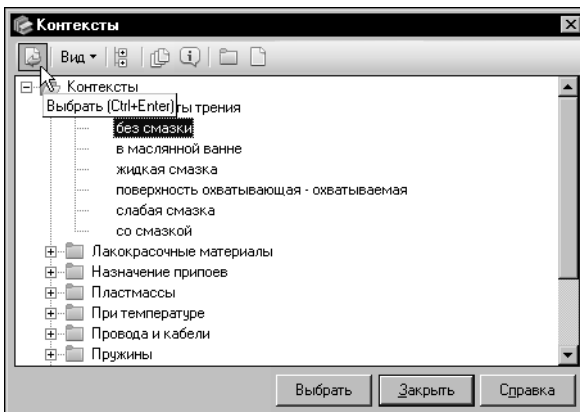 Контексты
Вид
Контексты
Выбрать (Ctrl+Enter) ты трения
без смазки
в маслянной ванне
жидкая смазка
поверхность охватывающая - охватываемая
слабая смазка
со смазкой
Лакокрасочные материалы
Назначение припоев
Пластмассы
При температуре
Провода и кабели
Пружины
Выбрать Закрыть Справка